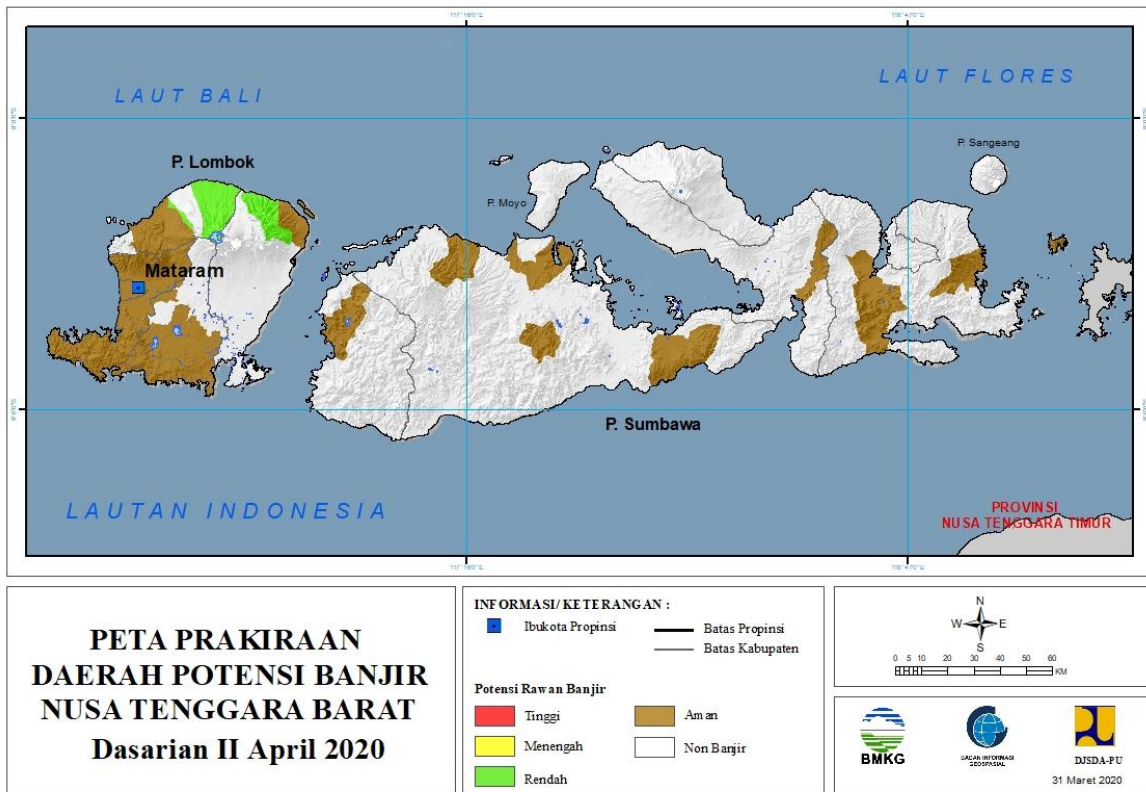 LAUT BALI
LAUT FLORES
P. Lombok
P. Moyo
P. Sangeang
Mataram
P. Sumbawa
LAUTAN INDONESIA
PROVINSI
NUSA TENGGARA TIMUR
PETA PRAKIRAAN
DAERAH POTENSI BANJIR
NUSA TENGGARA BARAT
Dasarian II April 2020
INFORMASI/ KETERANGAN :
Ibukota Propinsi
Batas Propinsi
Batas Kabupaten
Potensi Rawan Banjir
Tinggi
Aman
Menengah
Non Banjir
Rendah
N
W E
S
0 5 10 20 30 40 50 60
KM
BMKG
BADAN INFORMASI
GEOSPASIAL
DJSDA-PU
31 Maret 2020